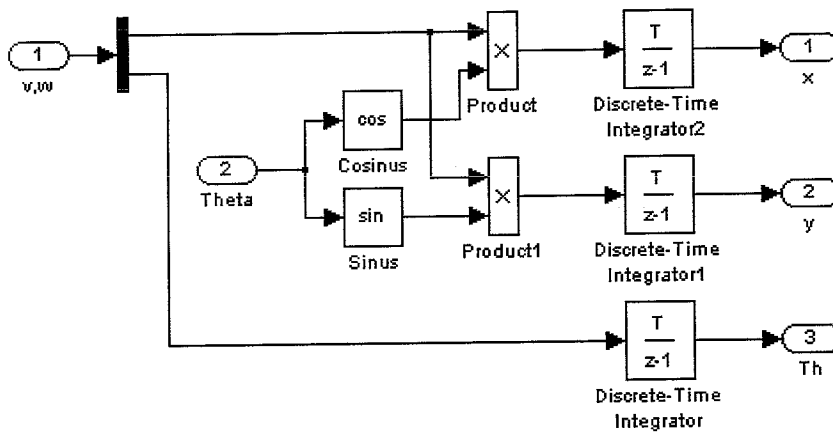 1
v,w
2
Theta
cos
Cosinus
sin
Sinus
×
Product
×
Product1
T
z-1
Discrete-Time
Integrator2
T
z-1
Discrete-Time
Integrator1
T
z-1
Discrete-Time
Integrator
1
x
2
y
3
Th